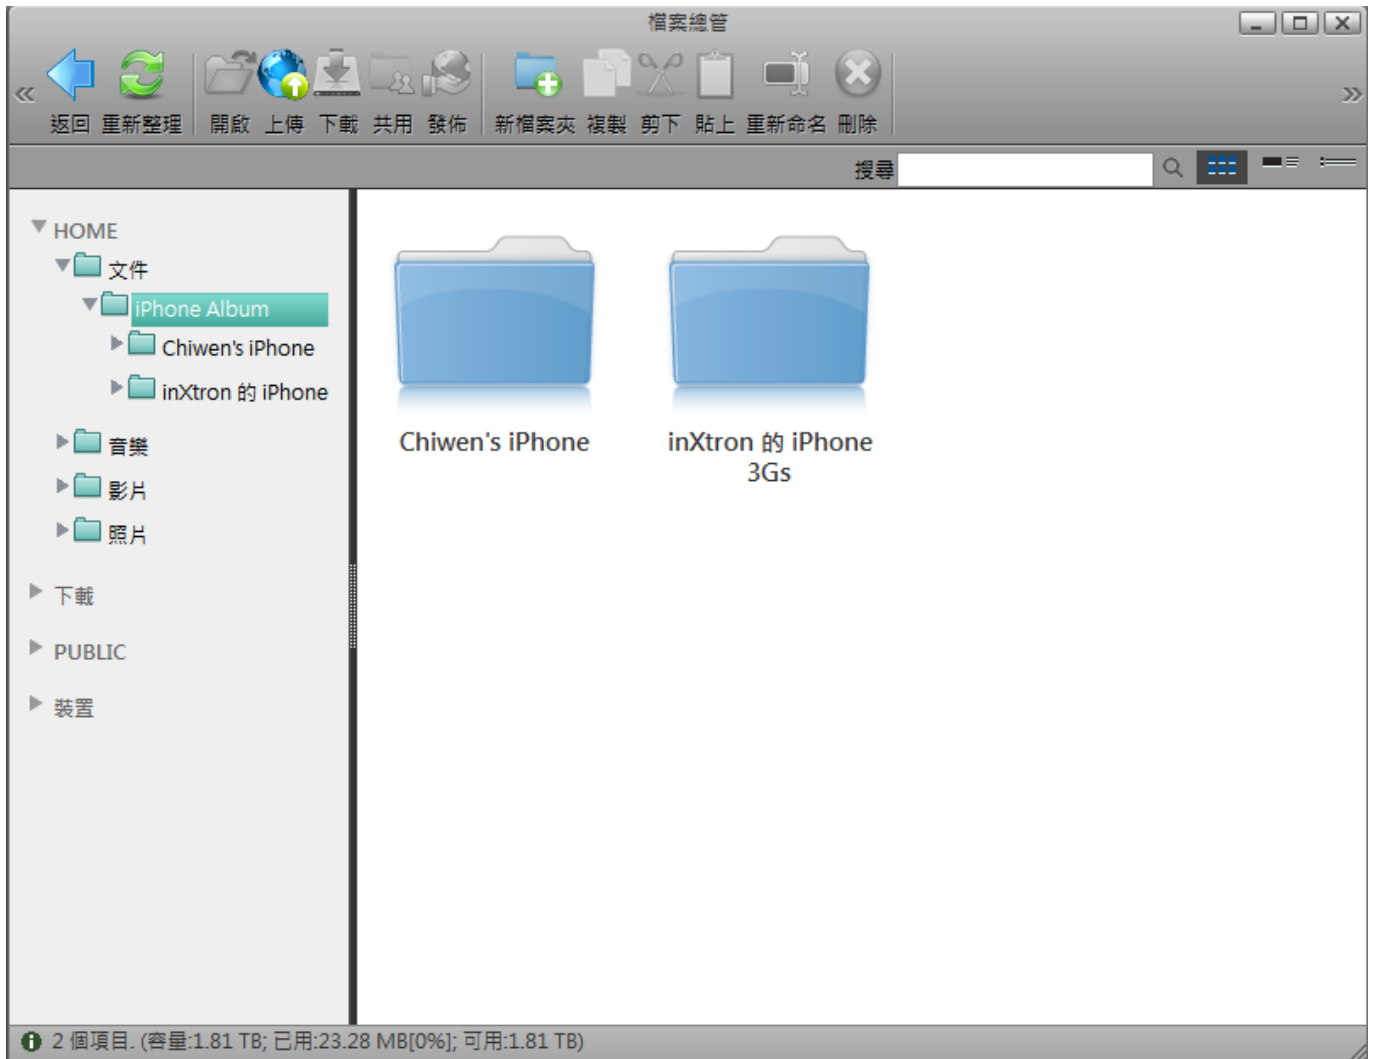 檔案總管
返回 重新整理 開啟 上傳 下載 共用 發佈 新檔案夾 複製 剪下 貼上 重新命名 刪除
搜尋
HOME
文件
iPhone Album
Chiwen's iPhone
inXtron 的 iPhone
音樂
影片
照片
下載
PUBLIC
裝置
Chiwen's iPhone
inXtron 的 iPhone
3Gs
2 個項目. (容量:1.81 TB; 已用:23.28 MB[0%]; 可用:1.81 TB)